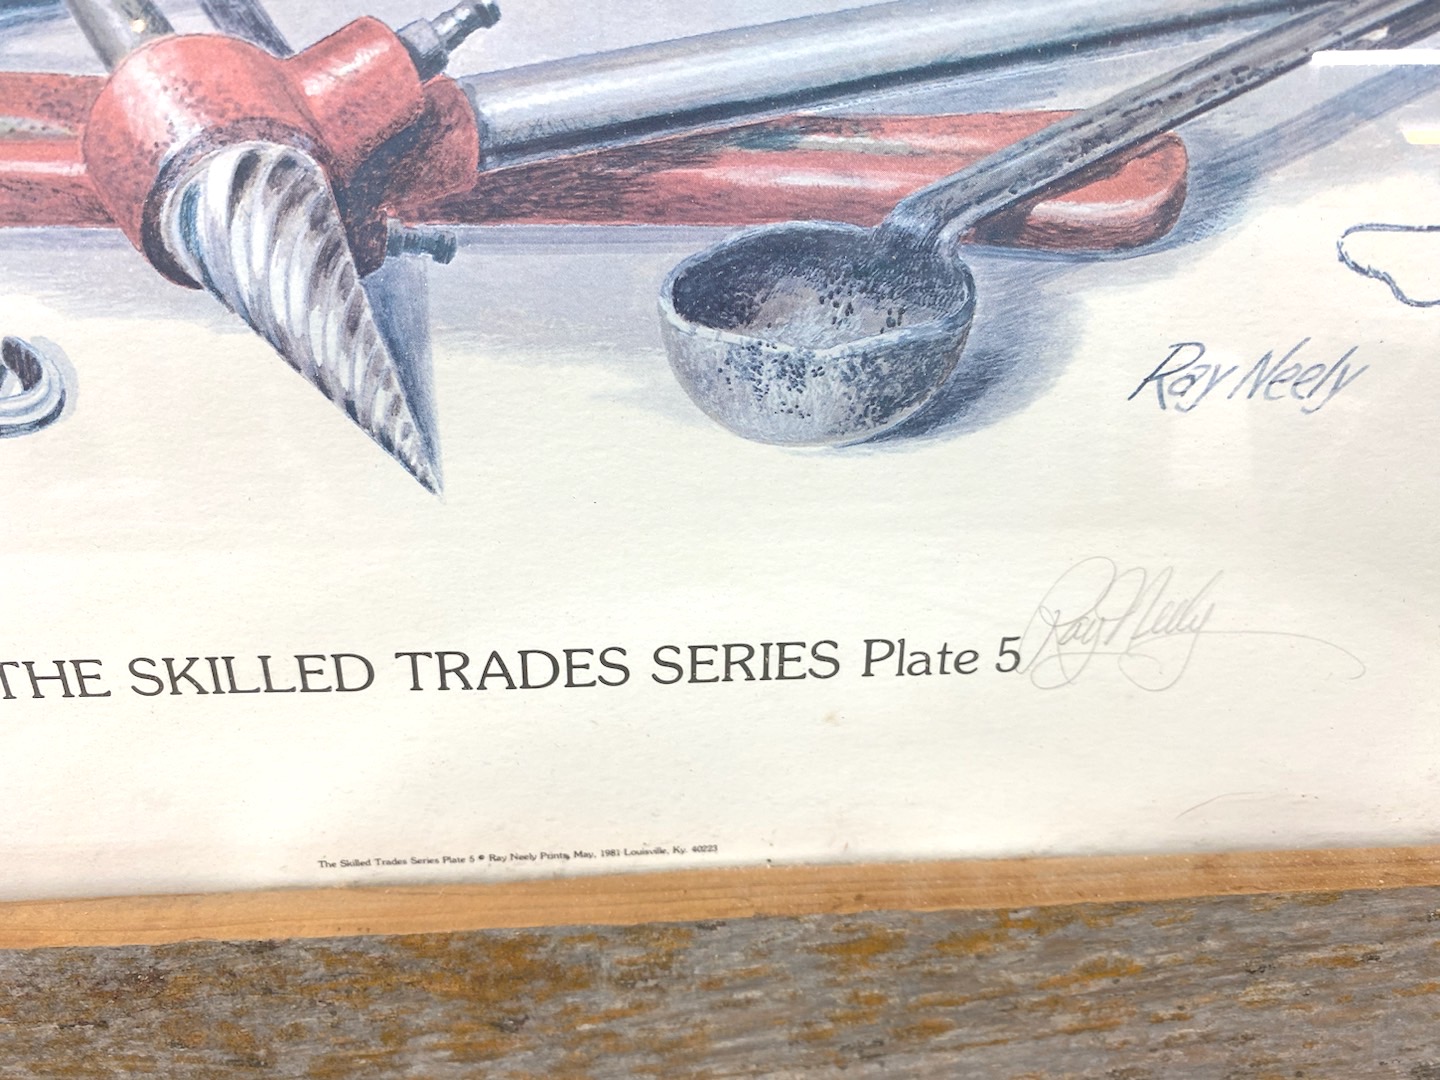 Ray Neely
THE SKILLED TRADES SERIES Plate 5
Ray Neely
The Skilled Trades Series Plate 5 © Ray Neely Prints, May, 1981 Louisville, Ky. 40223